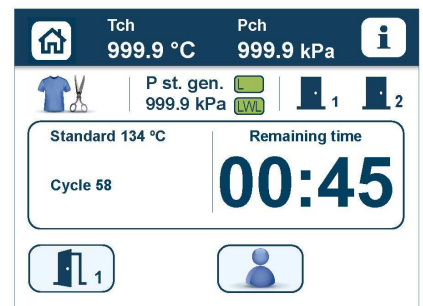 Tch Pch
999.9 °C 999.9 kPa i
P st. gen. L
999.9 kPa LWL 1 2
Standard 134 ºC Remaining time
Cycle 58 00:45
1